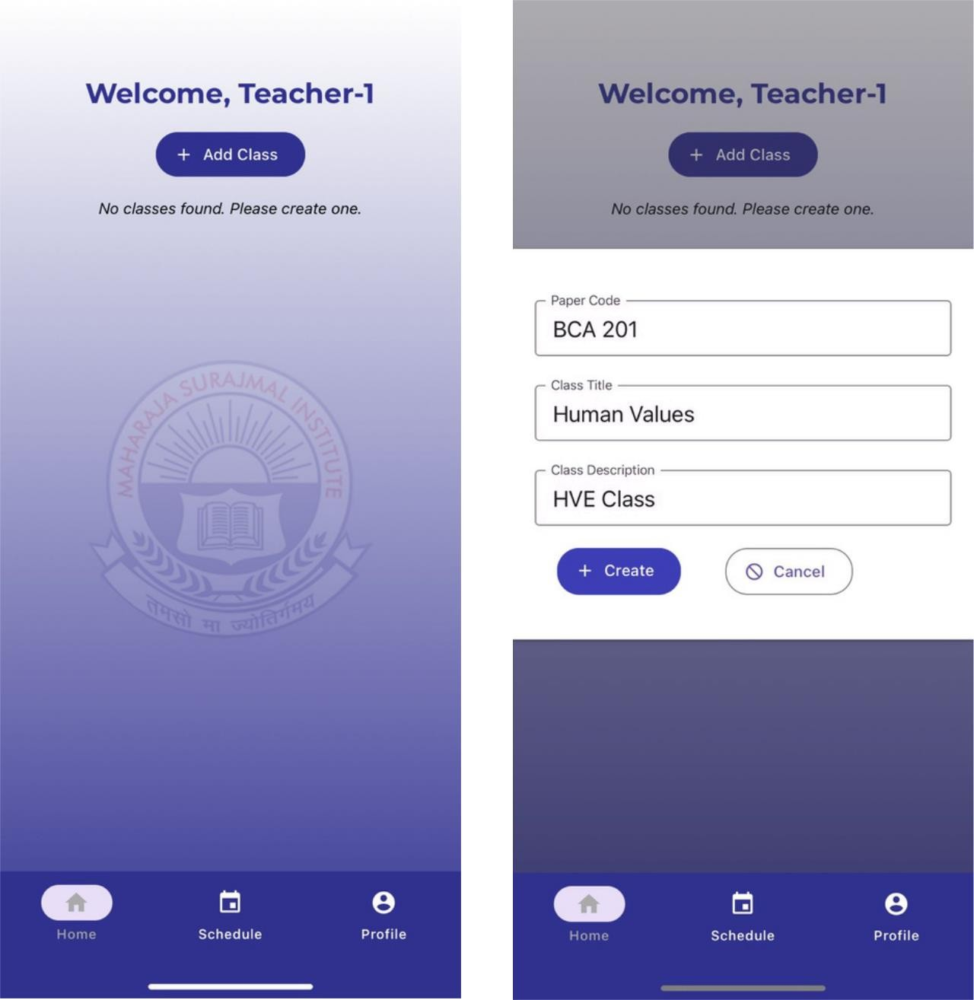 Welcome, Teacher-1
+ Add Class
No classes found. Please create one.
MAHARAJA SURAJMAL INSTITUTE
तमसो मा ज्योतिर्गमय
Home Schedule Profile
Welcome, Teacher-1
+ Add Class
No classes found. Please create one.
Paper Code
BCA 201
Class Title
Human Values
Class Description
HVE Class
+ Create Cancel
Home Schedule Profile